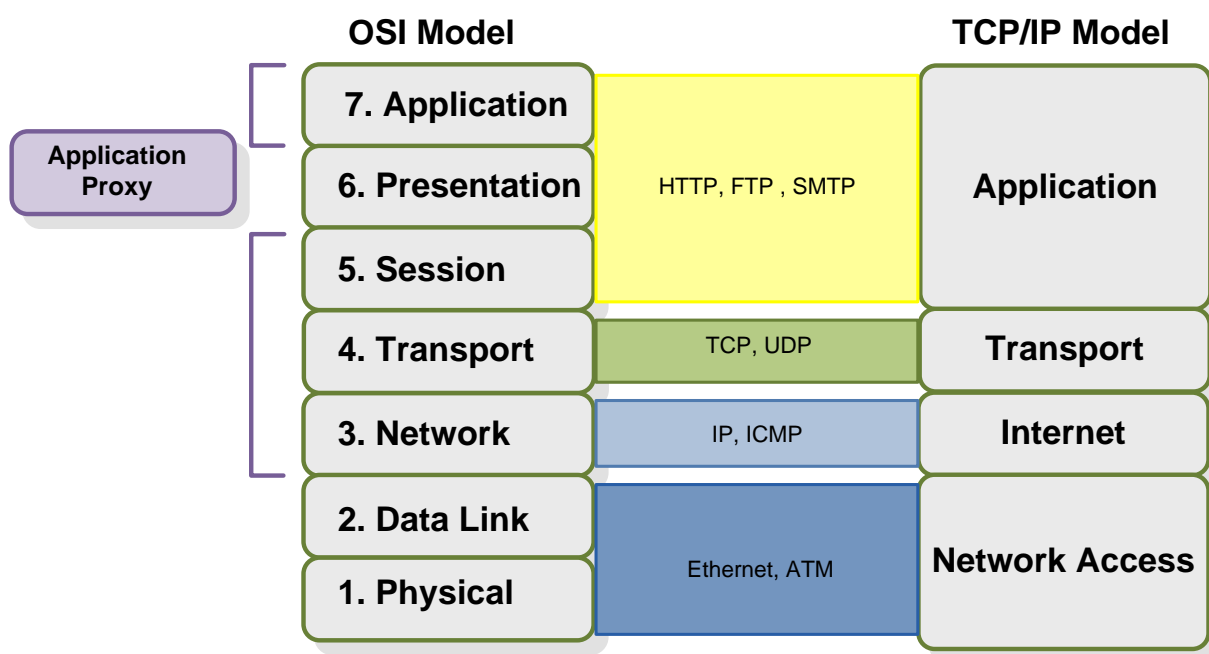 OSI Model
TCP/IP Model
7. Application
Application
Proxy
6. Presentation
HTTP, FTP , SMTP
Application
5. Session
4. Transport
TCP, UDP
Transport
3. Network
IP, ICMP
Internet
2. Data Link
Ethernet, ATM
Network Access
1. Physical